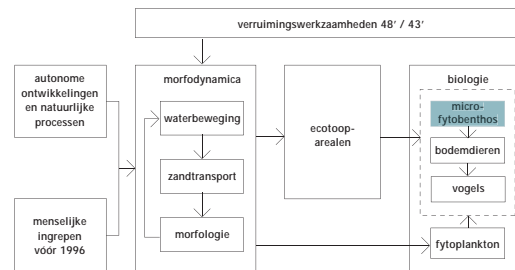 verruimingswerkzaamheden 48' / 43'
autonome
ontwikkelingen
en natuurlijke
processen
menselijke
ingrepen
vóór 1996
morfodynamica
waterbeweging
zandtransport
morfologie
ecotoop-
arealen
biologie
micro-
fytobenthos
bodemdieren
vogels
fytoplankton